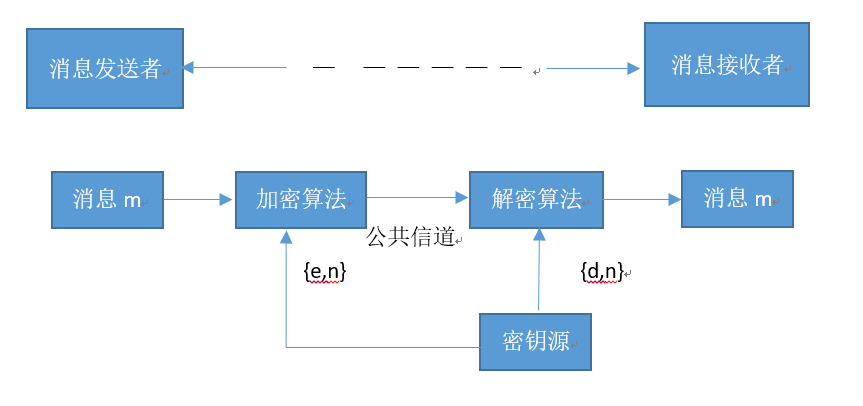 消息发送者
消息接收者
消息 m
加密算法
解密算法
消息 m
公共信道
{e,n}
{d,n}
密钥源